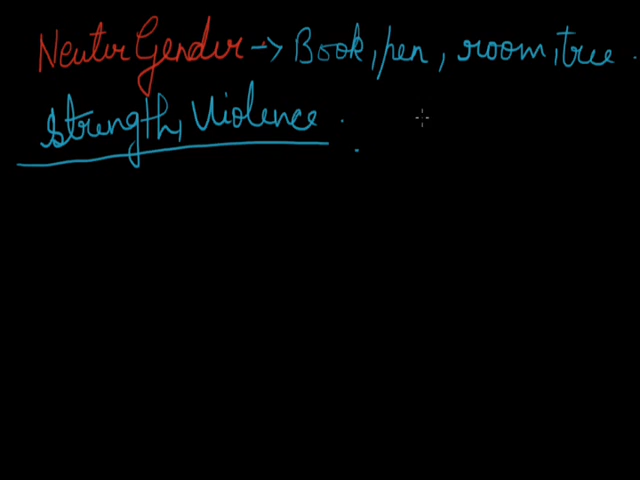 Neuter Gender -> Book, pen, room, tree.
Strength, Violence.